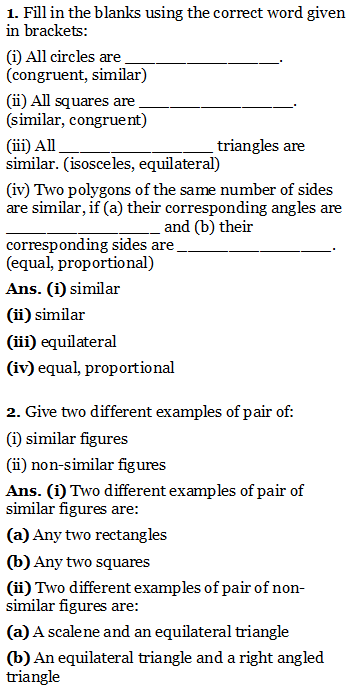 1. Fill in the blanks using the correct word given
in brackets:
(i) All circles are ____________________.
(congruent, similar)
(ii) All squares are ____________________.
(similar, congruent)
(iii) All ____________________ triangles are
similar. (isosceles, equilateral)
(iv) Two polygons of the same number of sides
are similar, if (a) their corresponding angles are
____________________ and (b) their
corresponding sides are ____________________.
(equal, proportional)
Ans. (i) similar
(ii) similar
(iii) equilateral
(iv) equal, proportional
2. Give two different examples of pair of:
(i) similar figures
(ii) non-similar figures
Ans. (i) Two different examples of pair of
similar figures are:
(a) Any two rectangles
(b) Any two squares
(ii) Two different examples of pair of non-
similar figures are:
(a) A scalene and an equilateral triangle
(b) An equilateral triangle and a right angled
triangle